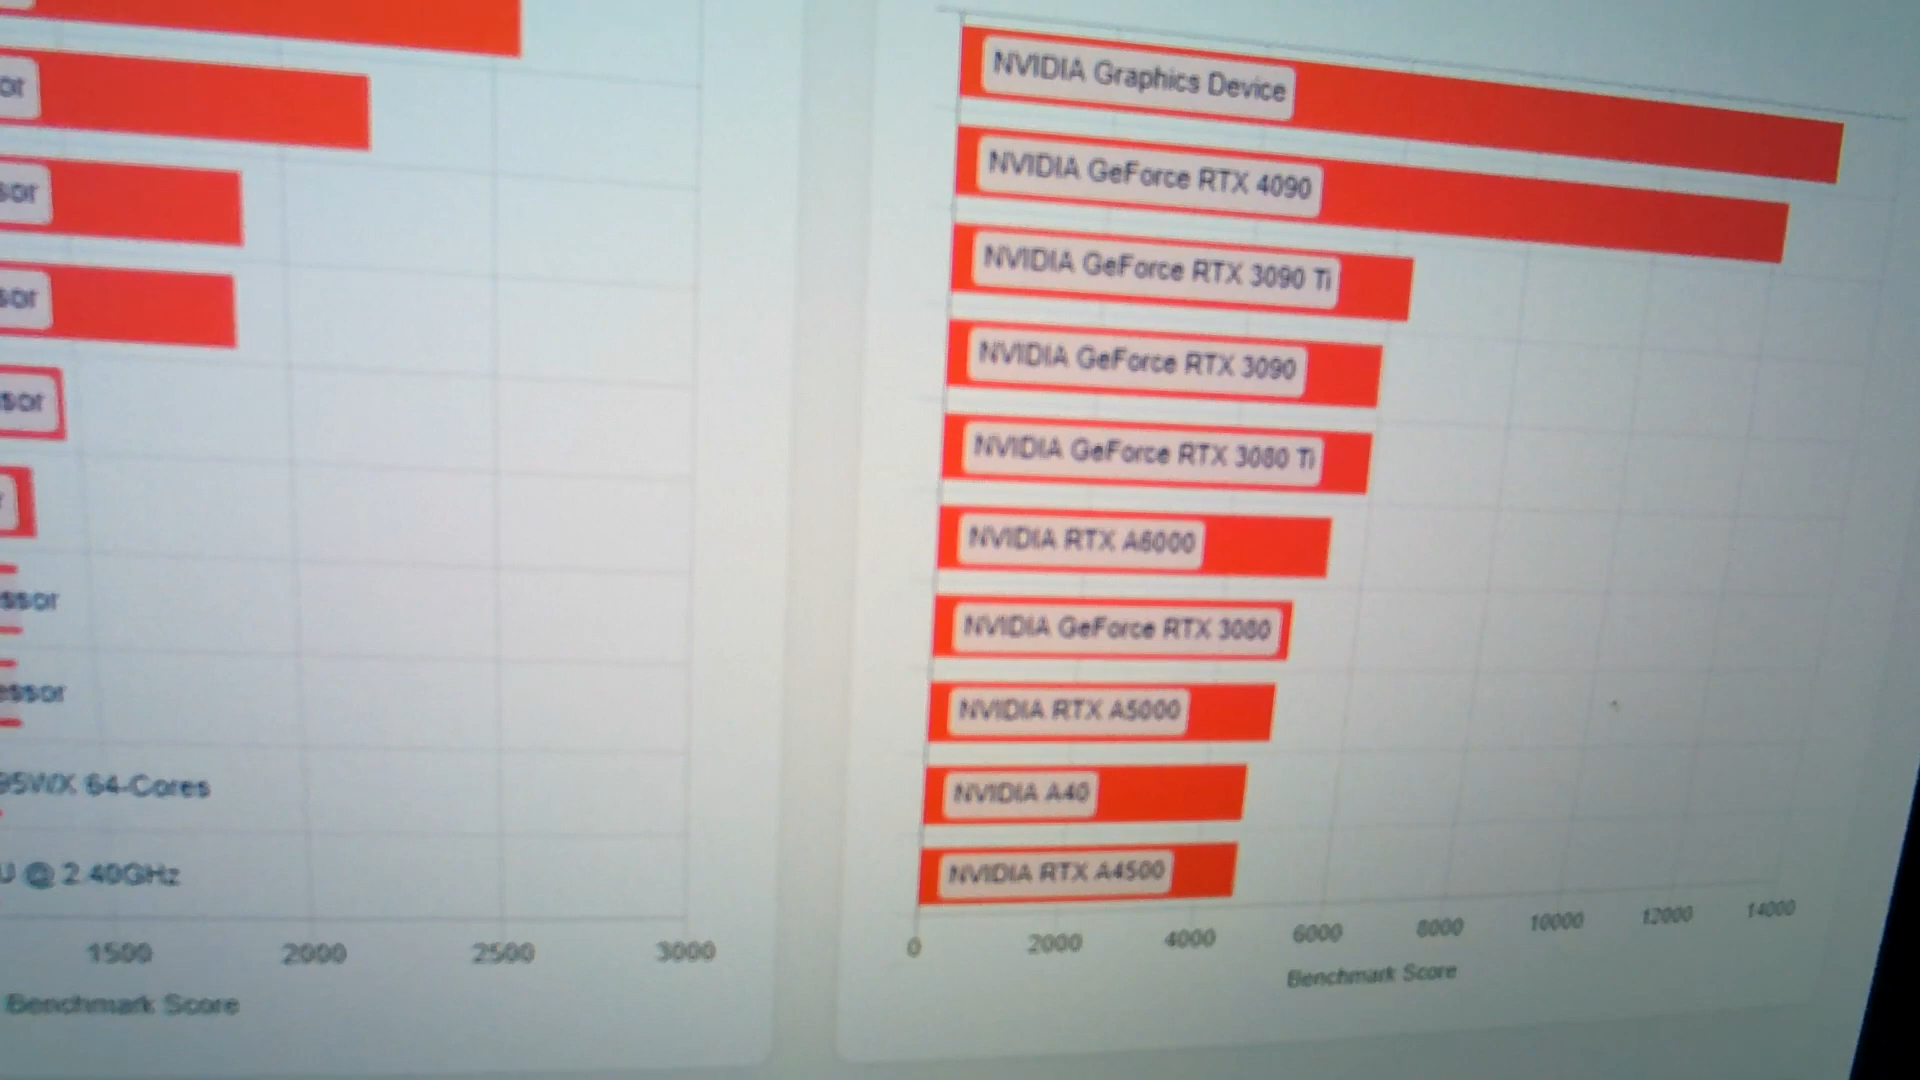 or
sor
sor
sor
ssor
essor
95WX 64-Cores
U @ 2.40GHz
1500 2000 2500 3000
Benchmark Score
NVIDIA Graphics Device
NVIDIA GeForce RTX 4090
NVIDIA GeForce RTX 3090 Ti
NVIDIA GeForce RTX 3090
NVIDIA GeForce RTX 3080 Ti
NVIDIA RTX A6000
NVIDIA GeForce RTX 3080
NVIDIA RTX A5000
NVIDIA A40
NVIDIA RTX A4500
0 2000 4000 6000 8000 10000 12000 14000
Benchmark Score